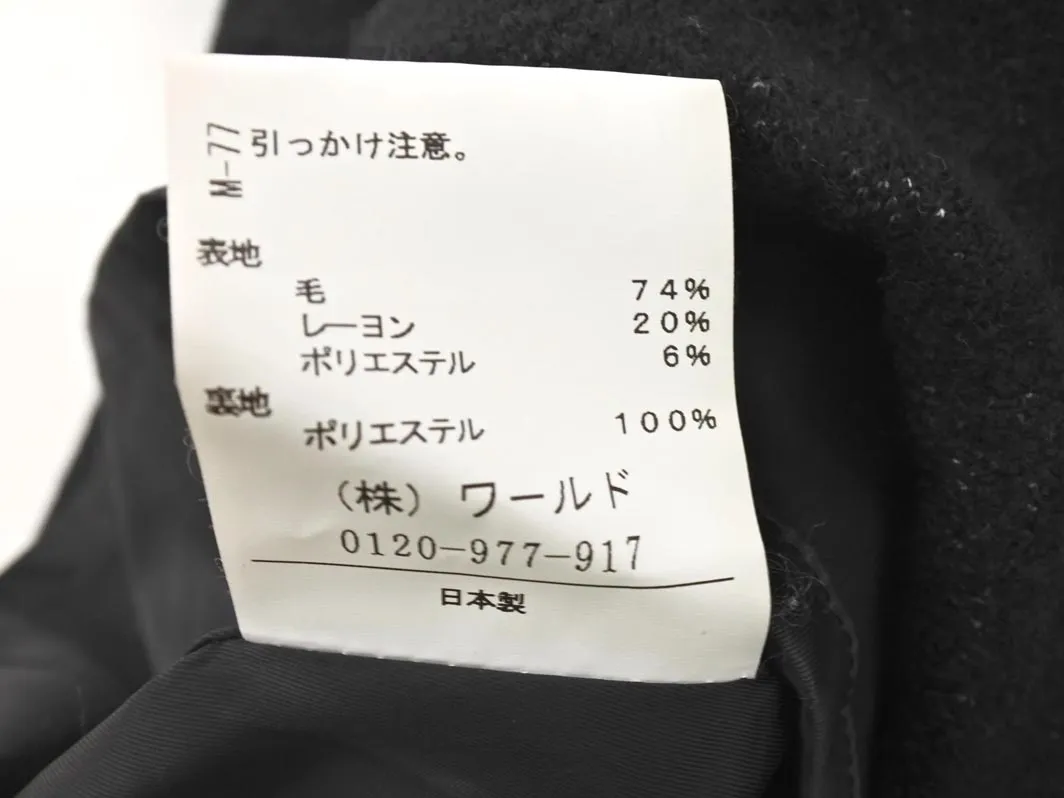 M-77
引っかけ注意。
表地
毛 74%
レーヨン 20%
ポリエステル 6%
裏地
ポリエステル 100%
（株） ワールド
0120-977-917
日本製